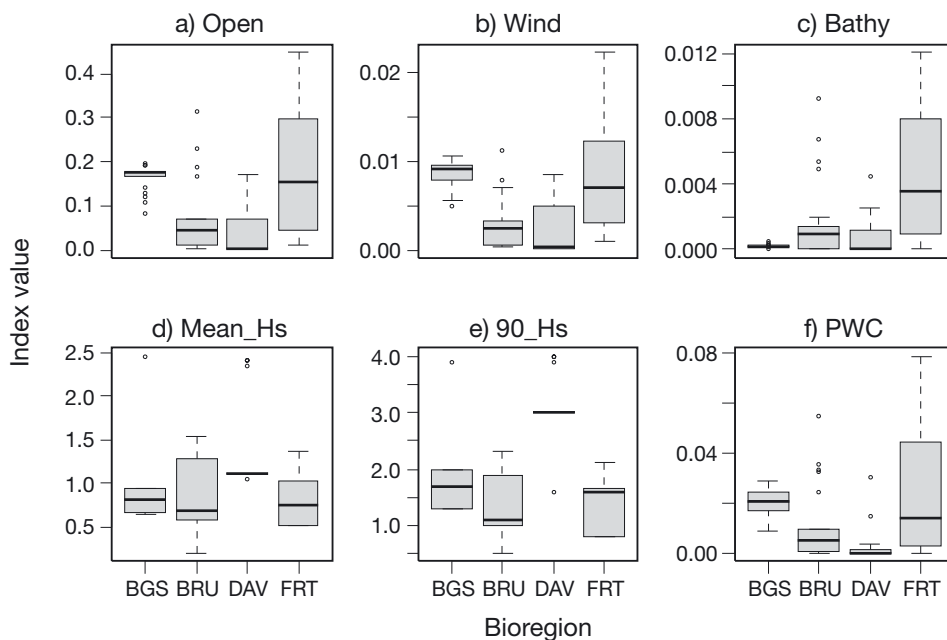 a) Open
b) Wind
c) Bathy
0.4
0.3
0.2
0.1
0.0
0.02
0.01
0.00
0.012
0.008
0.004
0.000
Index value
d) Mean_Hs
e) 90_Hs
f) PWC
2.5
2.0
1.5
1.0
0.5
4.0
3.0
2.0
1.0
0.08
0.04
0.00
BGS BRU DAV FRT
BGS BRU DAV FRT
BGS BRU DAV FRT
Bioregion